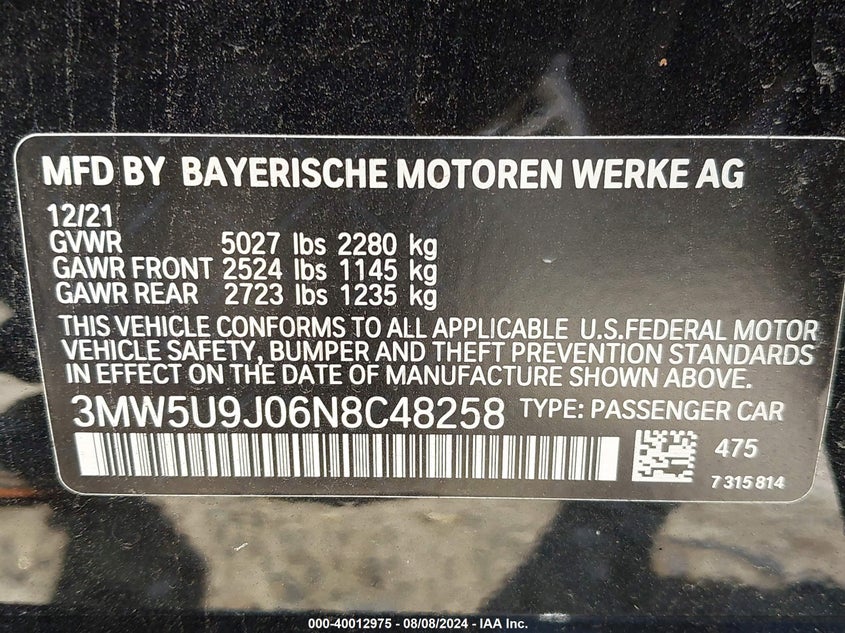 MFD BY BAYERISCHE MOTOREN WERKE AG
12/21
GVWR 5027 lbs 2280 kg
GAWR FRONT 2524 lbs 1145 kg
GAWR REAR 2723 lbs 1235 kg
THIS VEHICLE CONFORMS TO ALL APPLICABLE U.S.FEDERAL MOTOR
VEHICLE SAFETY, BUMPER AND THEFT PREVENTION STANDARDS
IN EFFECT ON THE DATE OF MANUFACTURE SHOWN ABOVE.
3MW5U9J06N8C48258 TYPE: PASSENGER CAR
475
7 315 814
000-40012975 - 08/08/2024 - IAA Inc.